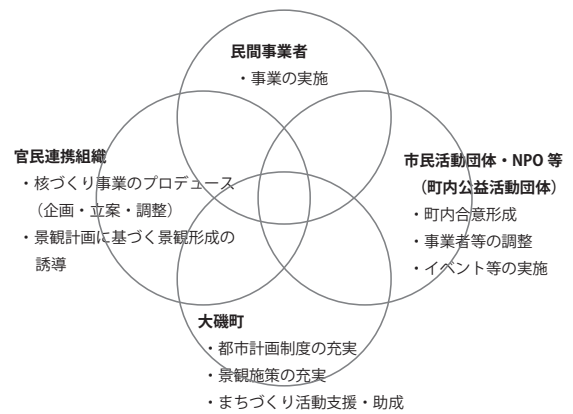 民間事業者
・事業の実施
官民連携組織
・核づくり事業のプロデュース
（企画・立案・調整）
・景観計画に基づく景観形成の
誘導
市民活動団体・NPO 等
（町内公益活動団体）
・町内合意形成
・事業者等の調整
・イベント等の実施
大磯町
・都市計画制度の充実
・景観施策の充実
・まちづくり活動支援・助成